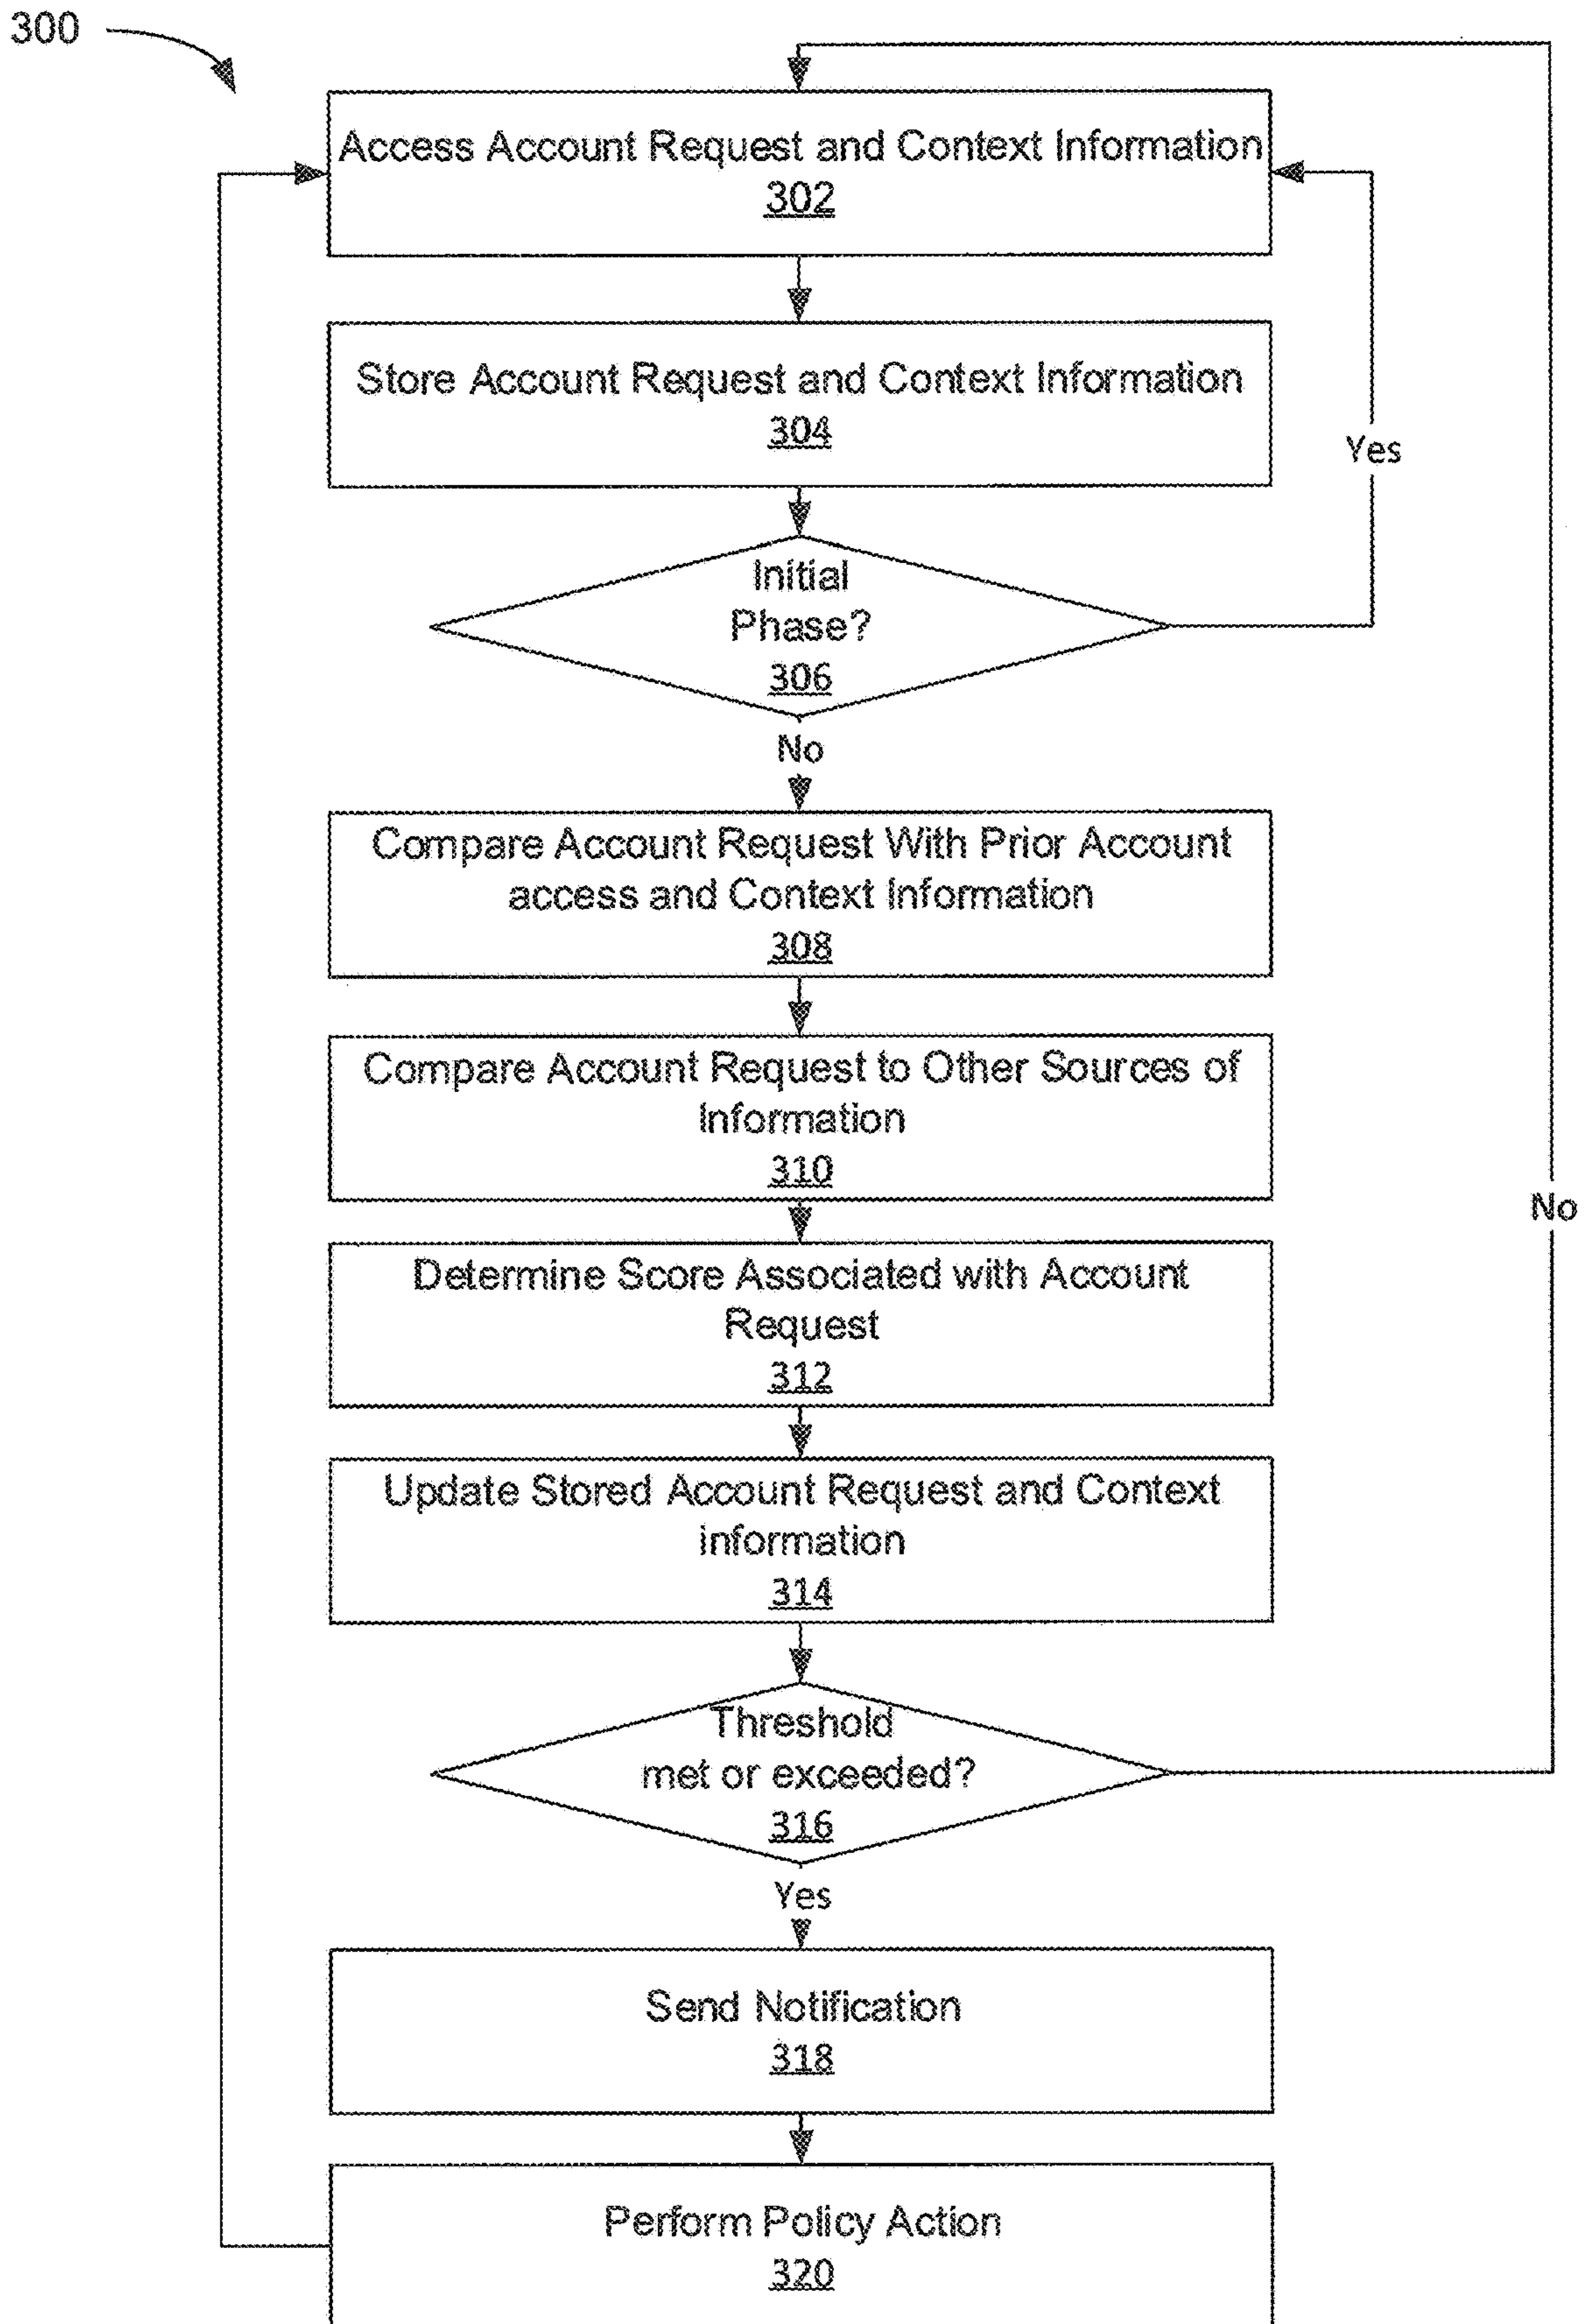 300
Access Account Request and Context Information
302
Store Account Request and Context Information
304
Yes
Initial
Phase?
306
No
Compare Account Request With Prior Account
access and Context Information
308
Compare Account Request to Other Sources of
Information
310
No
Determine Score Associated with Account
Request
312
Update Stored Account Request and Context
information
314
Threshold
met or exceeded?
316
Yes
Send Notification
318
Perform Policy Action
320